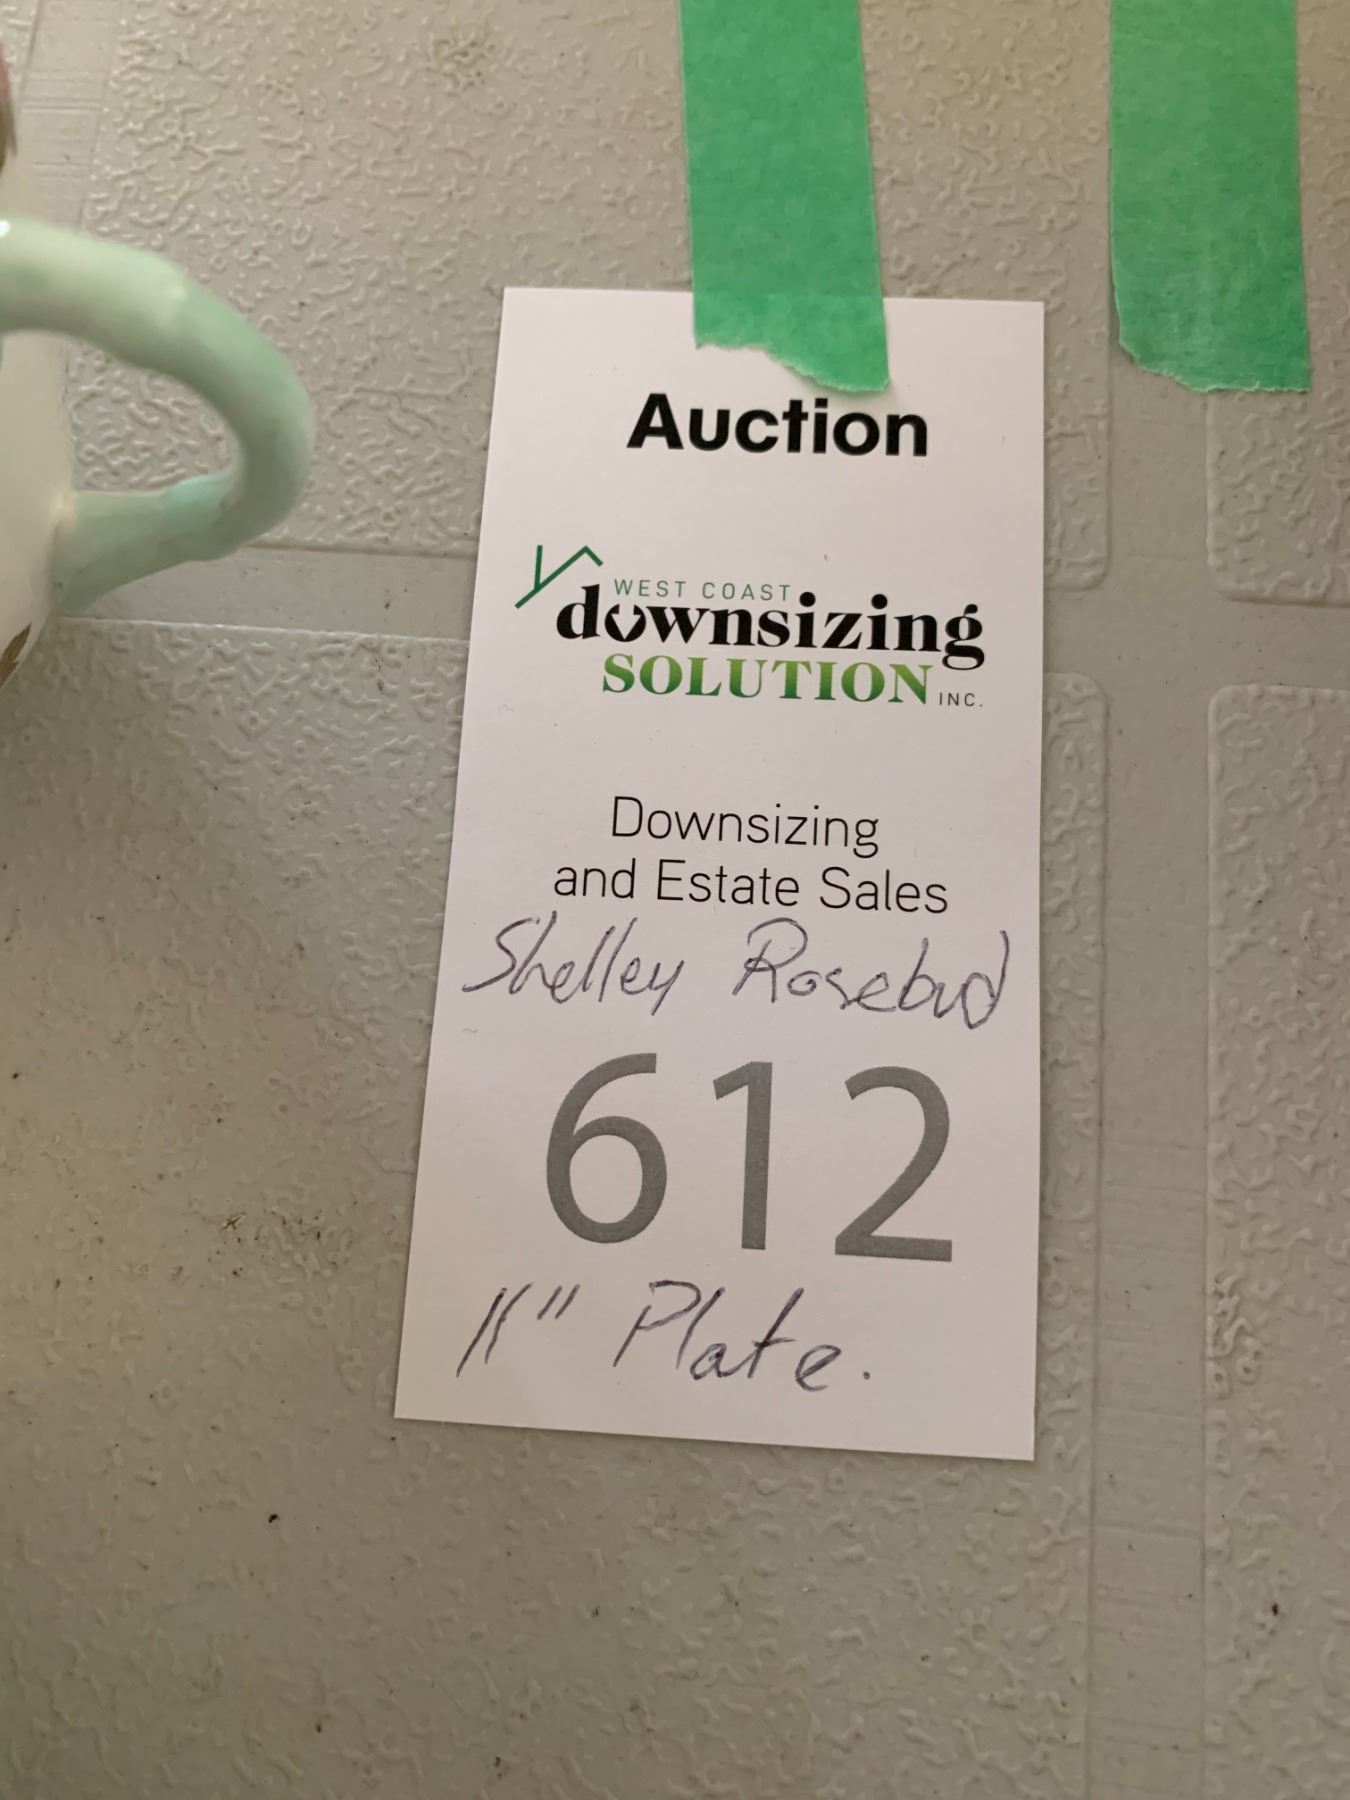 Auction
WEST COAST
downsizing
SOLUTION INC.
Downsizing
and Estate Sales
Shelley Rosebud
612
11" Plate.